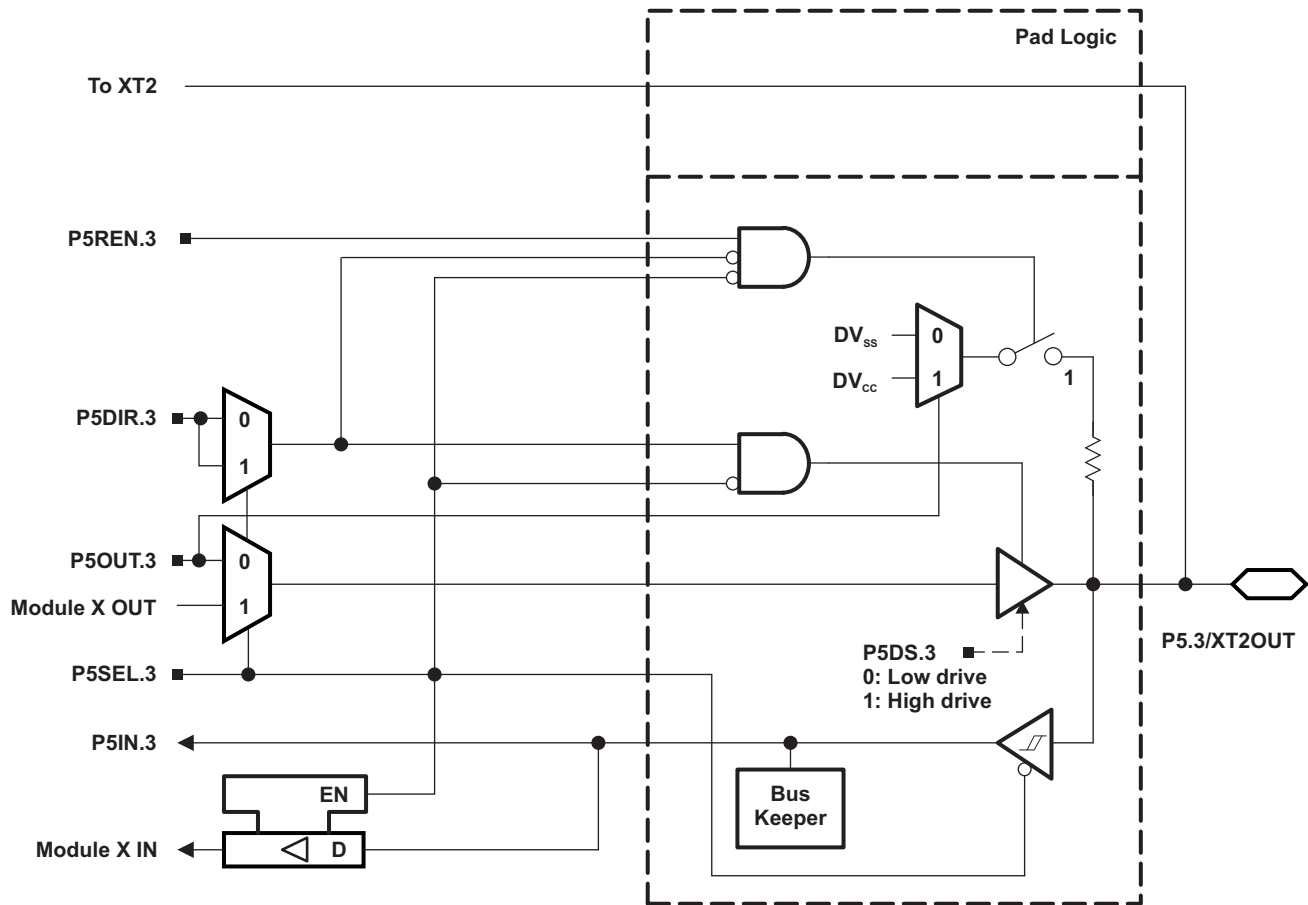 Pad Logic
To XT2
P5REN.3
DVSS
0
DVCC
1
1
P5DIR.3
0
1
P5OUT.3
0
Module X OUT
1
P5DS.3
0: Low drive
1: High drive
P5.3/XT2OUT
P5SEL.3
P5IN.3
EN
Bus
Keeper
Module X IN
D